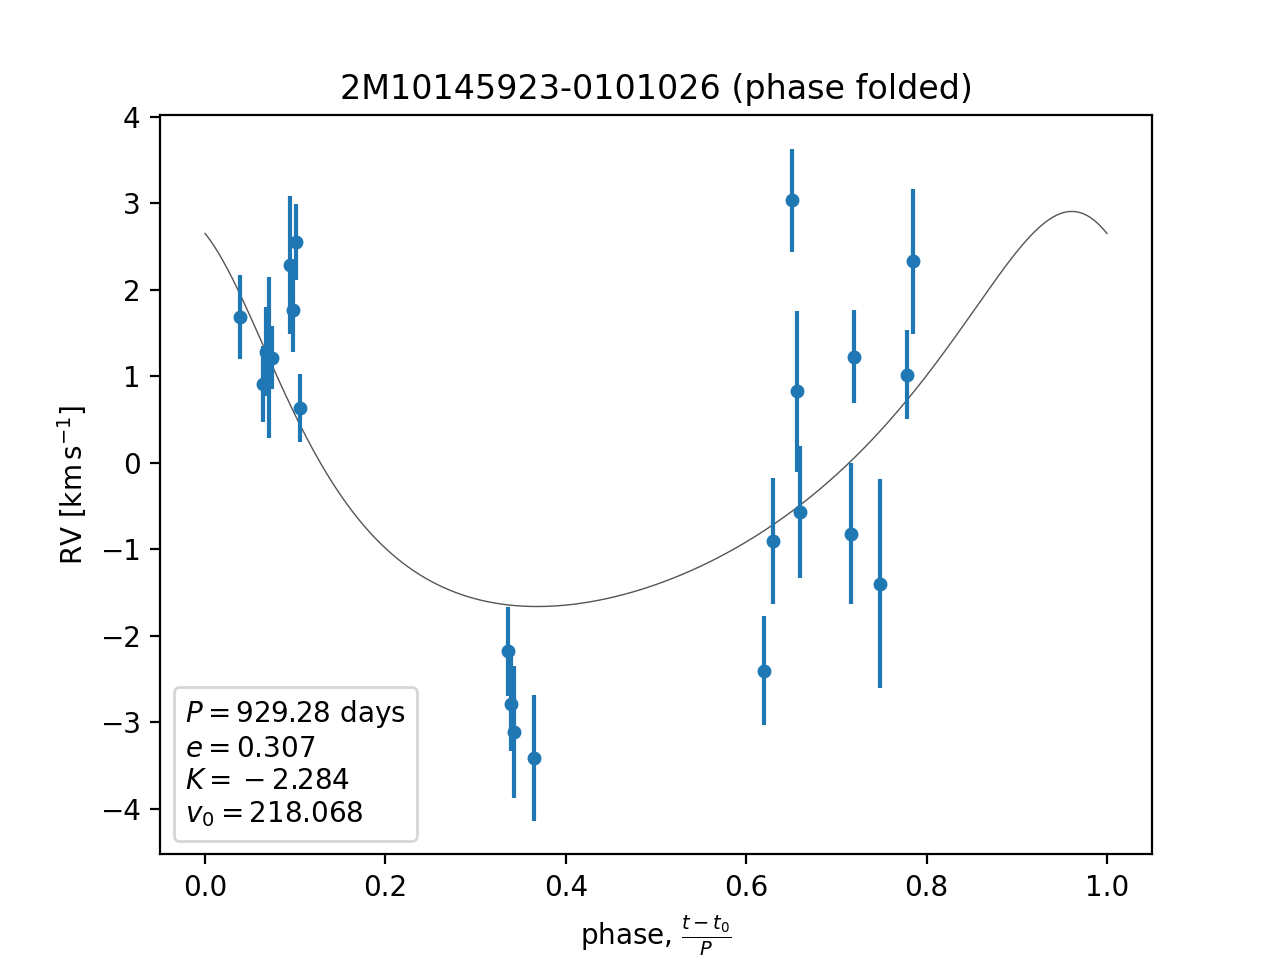 2M10145923-0101026 (phase folded)
4
3
2
1
0
−1
−2
−3
−4
RV [km s⁻¹]
P = 929.28 days
e = 0.307
K = −2.284
v₀ = 218.068
0.0 0.2 0.4 0.6 0.8 1.0
phase, (t − t₀)/P